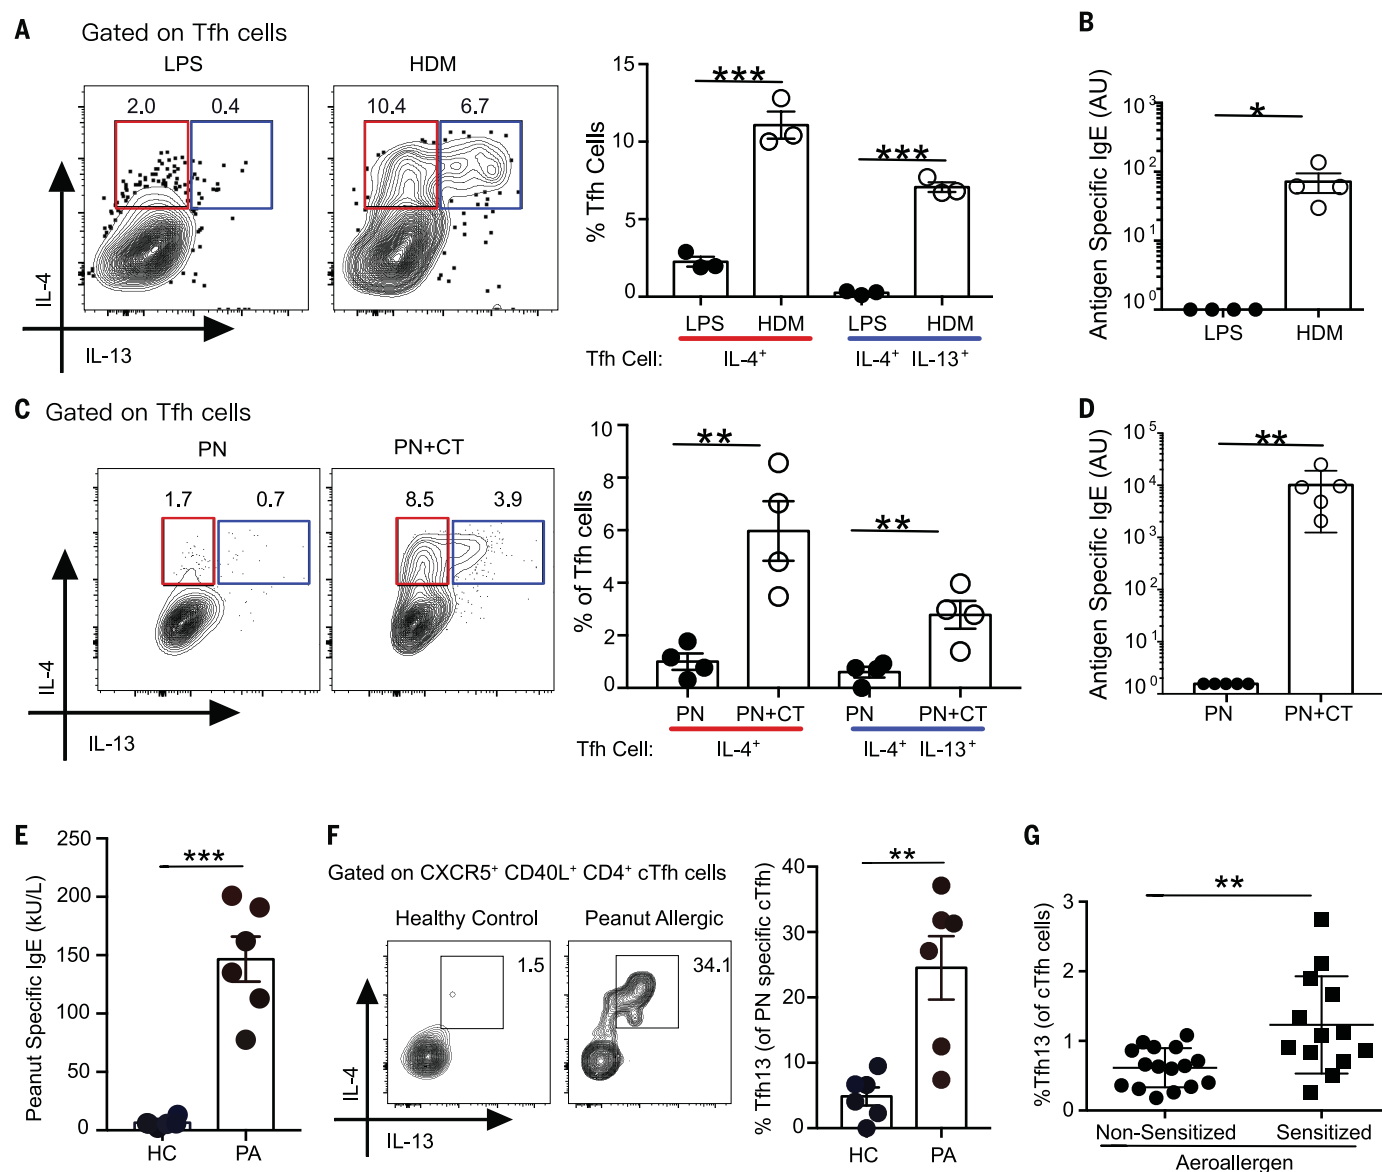 A
Gated on Tfh cells
LPS
HDM
2.0
0.4
10.4
6.7
IL-4
IL-13
% Tfh Cells
15
10
5
0
***
***
LPS HDM LPS HDM
Tfh Cell: IL-4⁺ IL-4⁺ IL-13⁺
B
Antigen Specific IgE (AU)
10³
10²
10¹
10⁰
*
LPS HDM
C Gated on Tfh cells
PN
PN+CT
1.7
0.7
8.5
3.9
IL-4
IL-13
% of Tfh cells
10
8
6
4
2
0
**
**
PN PN+CT PN PN+CT
Tfh Cell: IL-4⁺ IL-4⁺ IL-13⁺
D
Antigen Specific IgE (AU)
10⁵
10⁴
10³
10²
10¹
10⁰
**
PN PN+CT
E
Peanut Specific IgE (kU/L)
250
200
150
100
50
0
***
HC PA
F
Gated on CXCR5⁺ CD40L⁺ CD4⁺ cTfh cells
Healthy Control
Peanut Allergic
1.5
34.1
IL-4
IL-13
% Tfh13 (of PN specific cTfh)
40
30
20
10
0
**
HC PA
G
%Tfh13 (of cTfh cells)
3
2
1
0
**
Non-Sensitized Sensitized
Aeroallergen